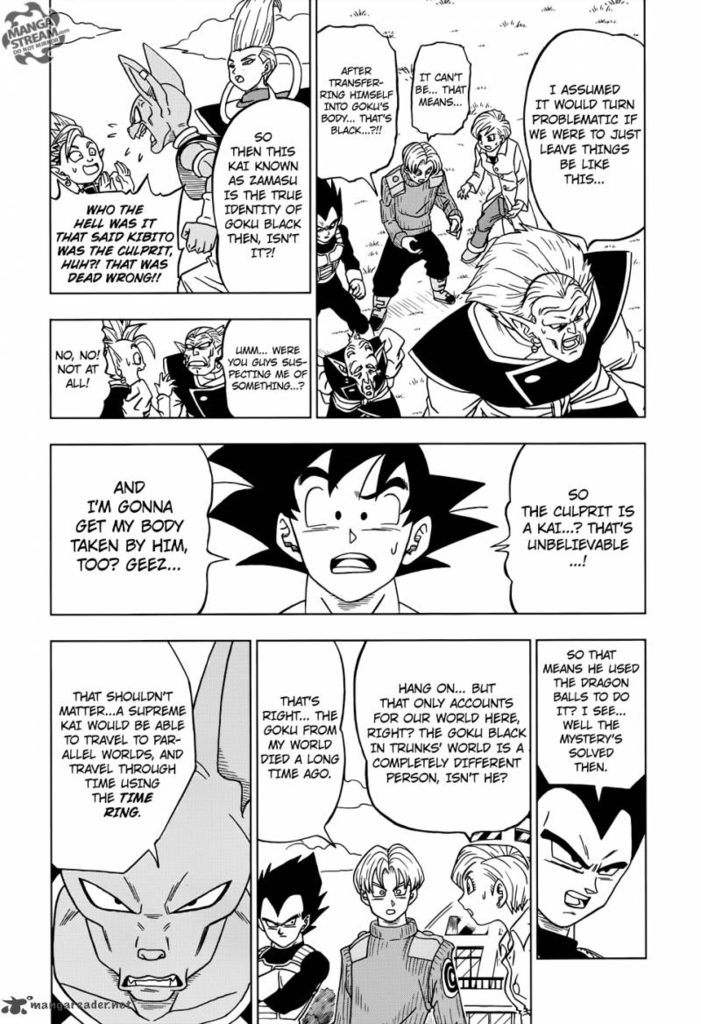 MANGA
STREAM
DO NOT MIRROR
I ASSUMED
IT WOULD TURN
PROBLEMATIC IF
WE WERE TO JUST
LEAVE THINGS
BE LIKE
THIS...
IT CAN'T
BE... THAT
MEANS...
AFTER
TRANSFER-
RING HIMSELF
INTO GOKU'S
BODY... THAT'S
BLACK...?!!
SO
THEN THIS
KAI KNOWN
AS ZAMASU
IS THE TRUE
IDENTITY OF
GOKU BLACK
THEN, ISN'T
IT?!
WHO THE
HELL WAS IT
THAT SAID KIBITO
WAS THE CULPRIT,
HUH?! THAT WAS
DEAD WRONG!!
UMM... WERE
YOU GUYS SUS-
PECTING ME OF
SOMETHING...?
NO, NO!
NOT AT
ALL!
SO
THE CULPRIT IS
A KAI...? THAT'S
UNBELIEVABLE
...!
AND
I'M GONNA
GET MY BODY
TAKEN BY HIM,
TOO? GEEZ...
SO THAT
MEANS HE USED
THE DRAGON
BALLS TO DO
IT? I SEE...
WELL THE
MYSTERY'S
SOLVED
THEN.
HANG ON... BUT
THAT ONLY ACCOUNTS
FOR OUR WORLD HERE,
RIGHT? THE GOKU BLACK
IN TRUNKS' WORLD IS A
COMPLETELY DIFFERENT
PERSON, ISN'T HE?
THAT'S
RIGHT... THE
GOKU FROM
MY WORLD
DIED A LONG
TIME AGO.
THAT SHOULDN'T
MATTER...A SUPREME
KAI WOULD BE ABLE
TO TRAVEL TO PAR-
ALLEL WORLDS, AND
TRAVEL THROUGH
TIME USING
THE TIME
RING.
mangareader.net